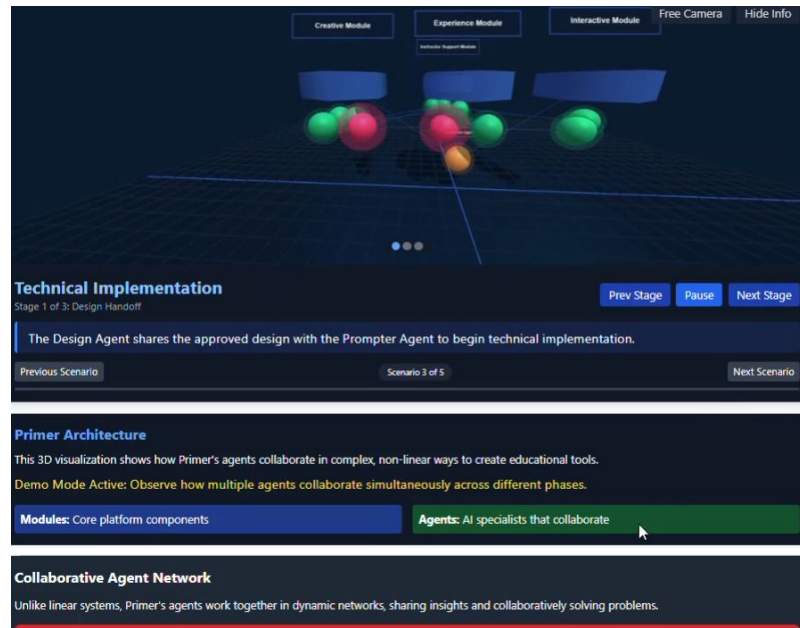 Free Camera
Hide Info
Creative Module
Experience Module
Interactive Module
Instructor Support Module
Technical Implementation
Stage 1 of 3: Design Handoff
Prev Stage
Pause
Next Stage
The Design Agent shares the approved design with the Prompter Agent to begin technical implementation.
Previous Scenario
Scenario 3 of 5
Next Scenario
Primer Architecture
This 3D visualization shows how Primer's agents collaborate in complex, non-linear ways to create educational tools.
Demo Mode Active: Observe how multiple agents collaborate simultaneously across different phases.
Modules: Core platform components
Agents: AI specialists that collaborate
Collaborative Agent Network
Unlike linear systems, Primer's agents work together in dynamic networks, sharing insights and collaboratively solving problems.